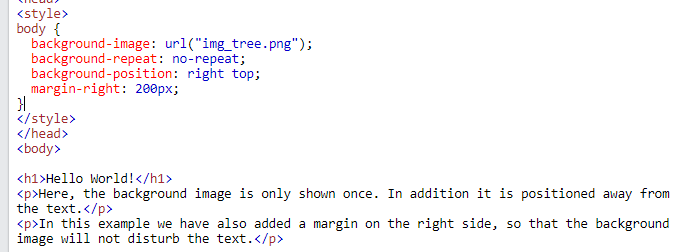 <head>
<style>
body {
  background-image: url("img_tree.png");
  background-repeat: no-repeat;
  background-position: right top;
  margin-right: 200px;
}
</style>
</head>
<body>

<h1>Hello World!</h1>
<p>Here, the background image is only shown once. In addition it is positioned away from
the text.</p>
<p>In this example we have also added a margin on the right side, so that the background
image will not disturb the text.</p>